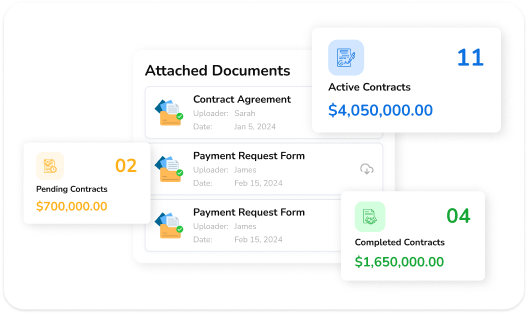 11
Active Contracts
$4,050,000.00
Attached Documents
Contract Agreement
Uploader: Sarah
Date: Jan 5, 2024
Payment Request Form
Uploader: James
Date: Feb 15, 2024
02
Pending Contracts
$700,000.00
Payment Request Form
Uploader: James
Date: Feb 15, 2024
04
Completed Contracts
$1,650,000.00